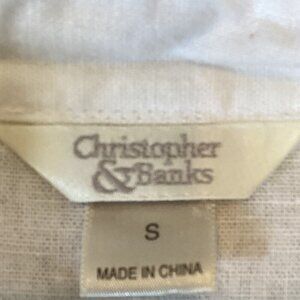 Christopher
& Banks
S
MADE IN CHINA